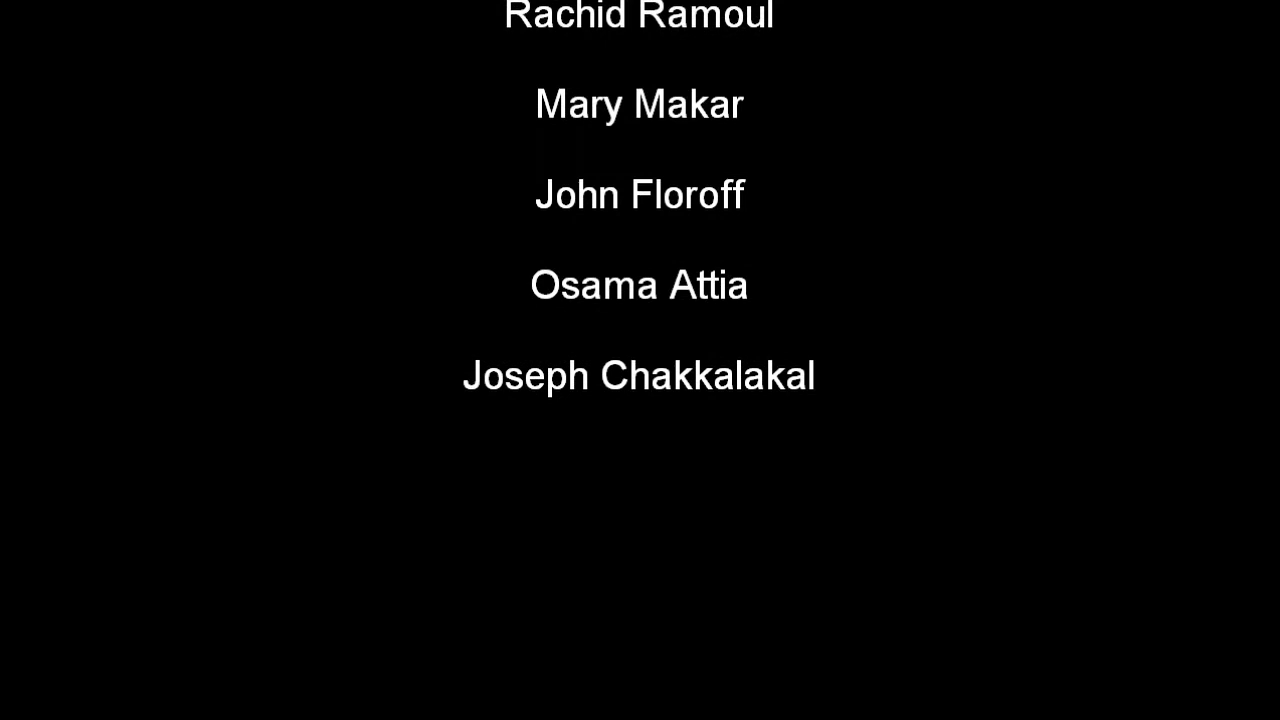 Rachid Ramoul
Mary Makar
John Floroff
Osama Attia
Joseph Chakkalakal